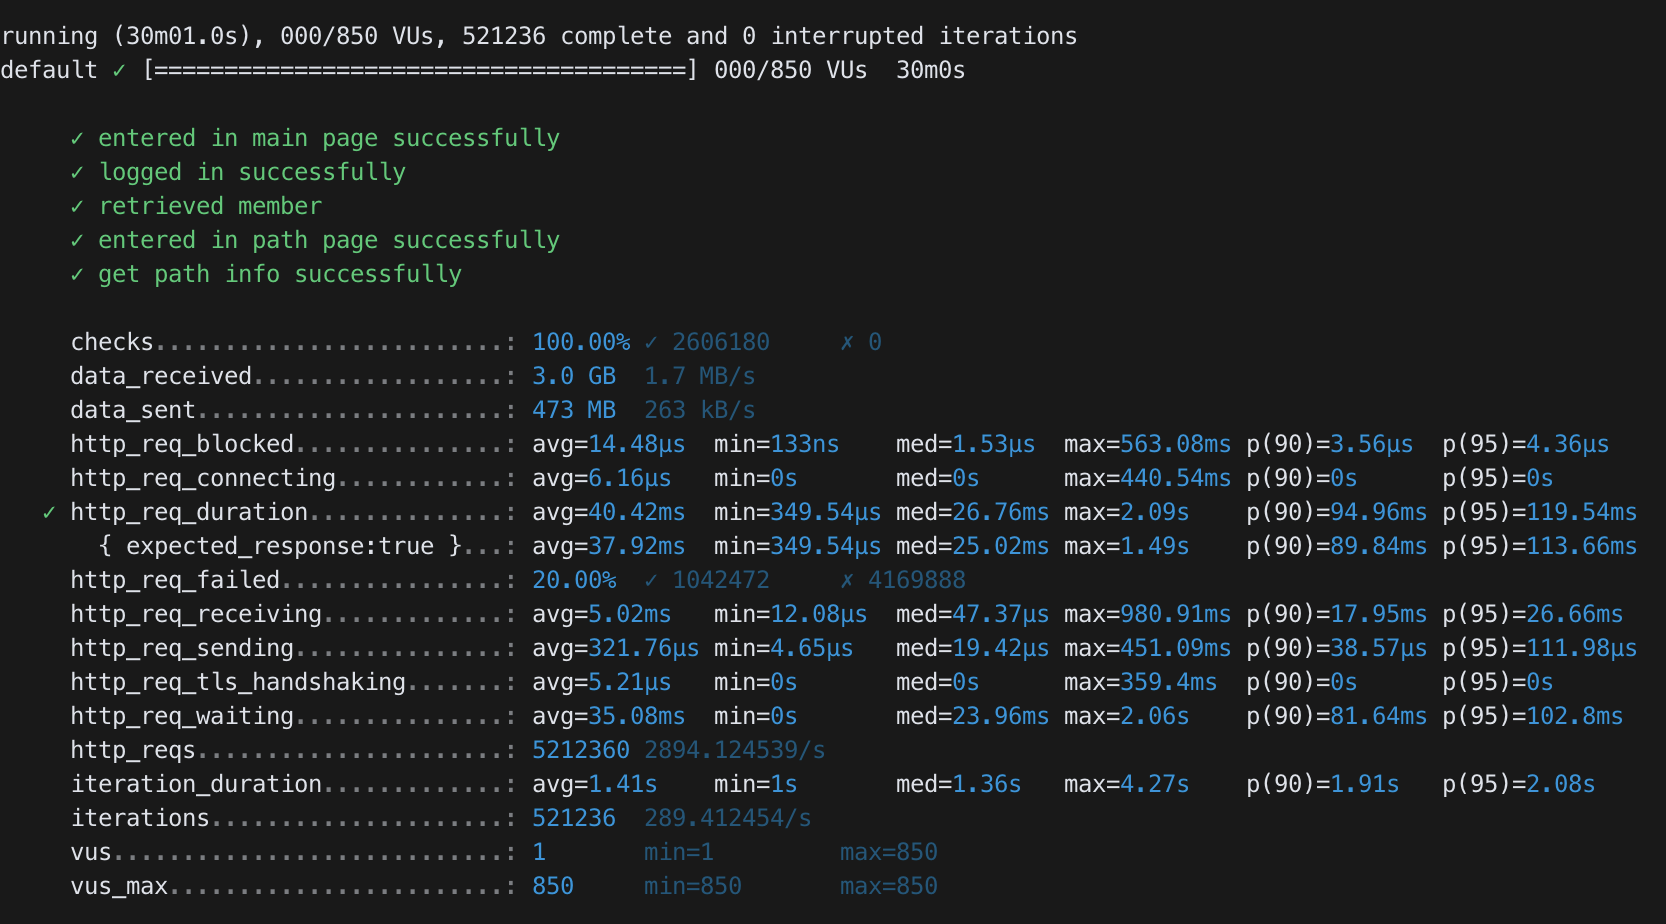 running (30m01.0s), 000/850 VUs, 521236 complete and 0 interrupted iterations
default ✓ [======================================] 000/850 VUs  30m0s
✓ entered in main page successfully
✓ logged in successfully
✓ retrieved member
✓ entered in path page successfully
✓ get path info successfully
checks.........................: 100.00% ✓ 2606180     ✗ 0
data_received..................: 3.0 GB  1.7 MB/s
data_sent......................: 473 MB  263 kB/s
http_req_blocked...............: avg=14.48µs  min=133ns    med=1.53µs  max=563.08ms p(90)=3.56µs  p(95)=4.36µs
http_req_connecting............: avg=6.16µs   min=0s       med=0s      max=440.54ms p(90)=0s      p(95)=0s
✓ http_req_duration..............: avg=40.42ms  min=349.54µs med=26.76ms max=2.09s    p(90)=94.96ms p(95)=119.54ms
{ expected_response:true }...: avg=37.92ms  min=349.54µs med=25.02ms max=1.49s    p(90)=89.84ms p(95)=113.66ms
http_req_failed................: 20.00%  ✓ 1042472     ✗ 4169888
http_req_receiving.............: avg=5.02ms   min=12.08µs  med=47.37µs max=980.91ms p(90)=17.95ms p(95)=26.66ms
http_req_sending...............: avg=321.76µs min=4.65µs   med=19.42µs max=451.09ms p(90)=38.57µs p(95)=111.98µs
http_req_tls_handshaking.......: avg=5.21µs   min=0s       med=0s      max=359.4ms  p(90)=0s      p(95)=0s
http_req_waiting...............: avg=35.08ms  min=0s       med=23.96ms max=2.06s    p(90)=81.64ms p(95)=102.8ms
http_reqs......................: 5212360 2894.124539/s
iteration_duration.............: avg=1.41s    min=1s       med=1.36s   max=4.27s    p(90)=1.91s   p(95)=2.08s
iterations.....................: 521236  289.412454/s
vus............................: 1       min=1         max=850
vus_max........................: 850     min=850       max=850